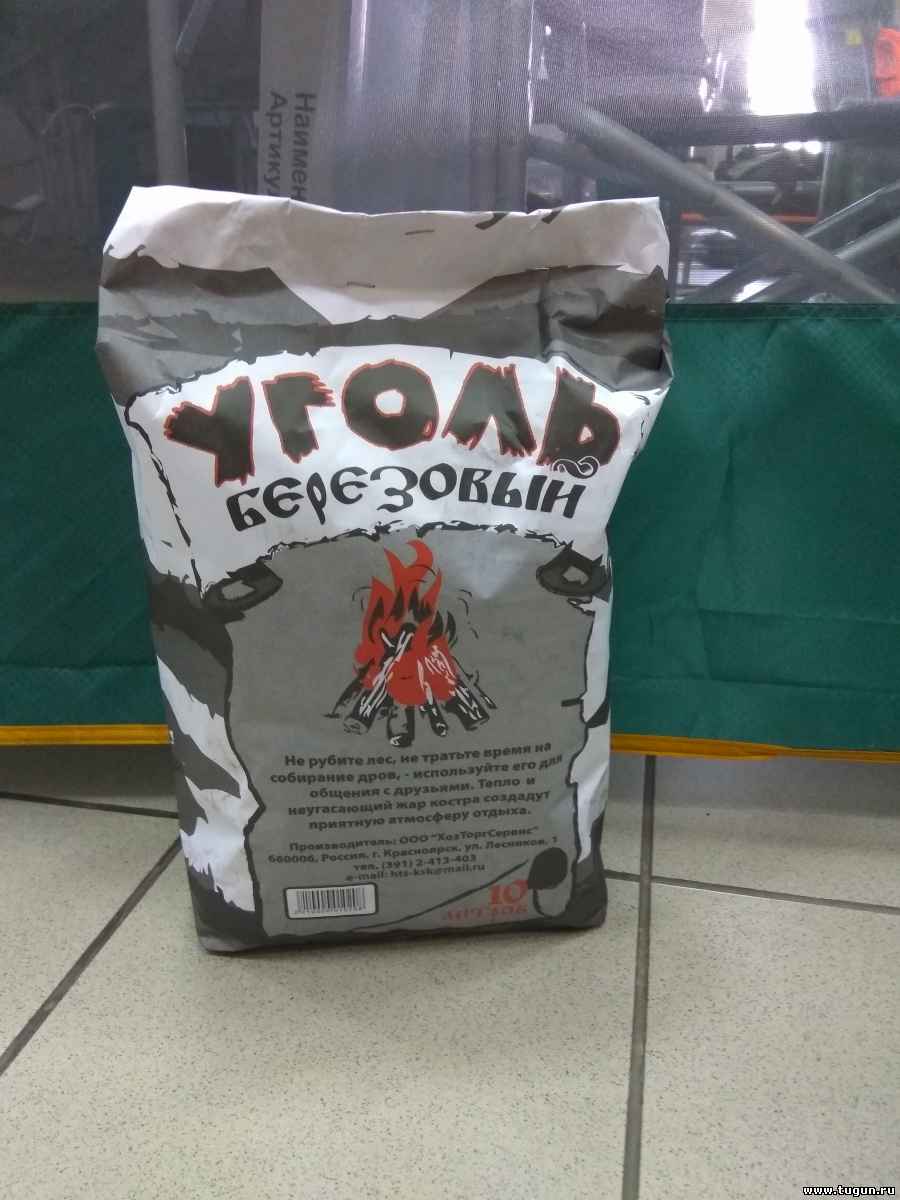 Наимен
Артику
уголь
березовый
Не рубите лес, не тратьте время на
собирание дров, - используйте его для
общения с друзьями. Тепло и
неугасающий жар костра создадут
приятную атмосферу отдыха.
Производитель: ООО "ХозТоргСервис"
660006, Россия, г. Красноярск, ул. Лесников, 1
тел. (391) 2-413-403
e-mail: hts-ksk@mail.ru
10
литров
www.tugun.ru